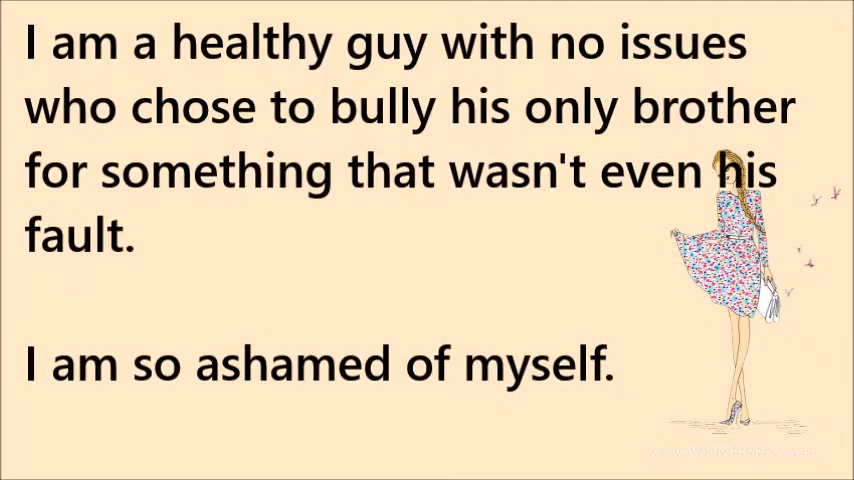 I am a healthy guy with no issues
who chose to bully his only brother
for something that wasn't even his
fault.
I am so ashamed of myself.